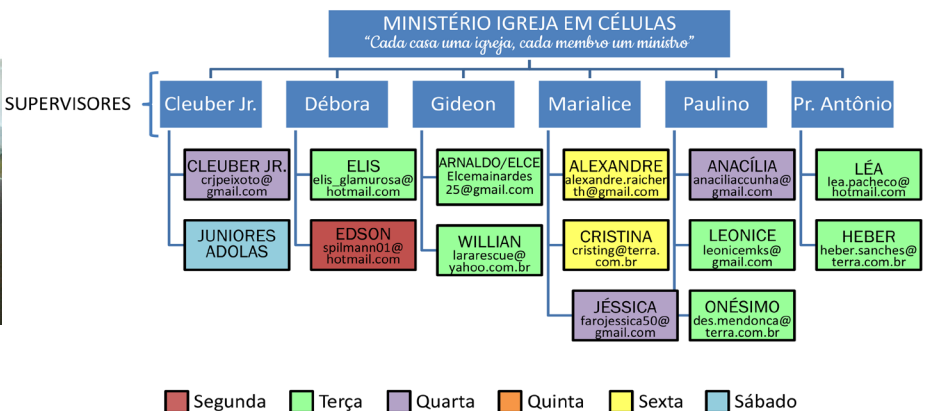 MINISTÉRIO IGREJA EM CÉLULAS
“Cada casa uma igreja, cada membro um ministro”
SUPERVISORES
Cleuber Jr.
Débora
Gideon
Marialice
Paulino
Pr. Antônio
CLEUBER JR.
crjpeixoto@
gmail.com
ELIS
elis_glamurosa@
hotmail.com
ARNALDO/ELCE
Elcemainardes
25@gmail.com
ALEXANDRE
alexandre.raicher
th@gmail.com
ANACÍLIA
anaciliaccunha@
gmail.com
LÉA
lea.pacheco@
hotmail.com
JUNIORES
ADOLAS
EDSON
spilmann01@
hotmail.com
WILLIAN
lararescue@
yahoo.com.br
CRISTINA
cristing@terra.
com.br
LEONICE
leonicemks@
gmail.com
HEBER
heber.sanches@
terra.com.br
JÉSSICA
farojessica50@
gmail.com
ONÉSIMO
des.mendonca@
terra.com.br
Segunda
Terça
Quarta
Quinta
Sexta
Sábado